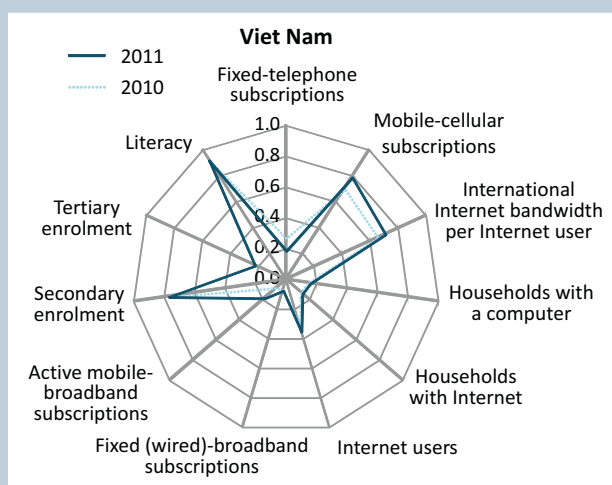 Viet Nam
2011
2010
Fixed-telephone
subscriptions
Mobile-cellular
subscriptions
International
Internet bandwidth
per Internet user
Households with
a computer
Households
with Internet
Internet users
Fixed (wired)-broadband
subscriptions
Active mobile-
broadband
subscriptions
Secondary
enrolment
Tertiary
enrolment
Literacy
1.0
0.8
0.6
0.4
0.2
0.0